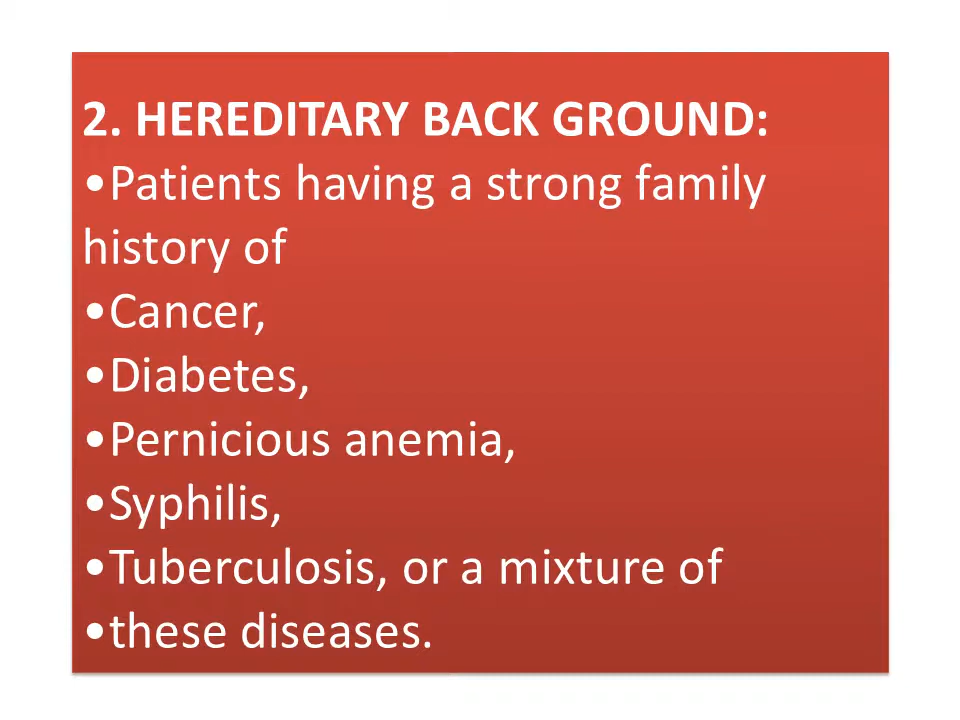 2. HEREDITARY BACK GROUND:
•Patients having a strong family
history of
•Cancer,
•Diabetes,
•Pernicious anemia,
•Syphilis,
•Tuberculosis, or a mixture of
•these diseases.